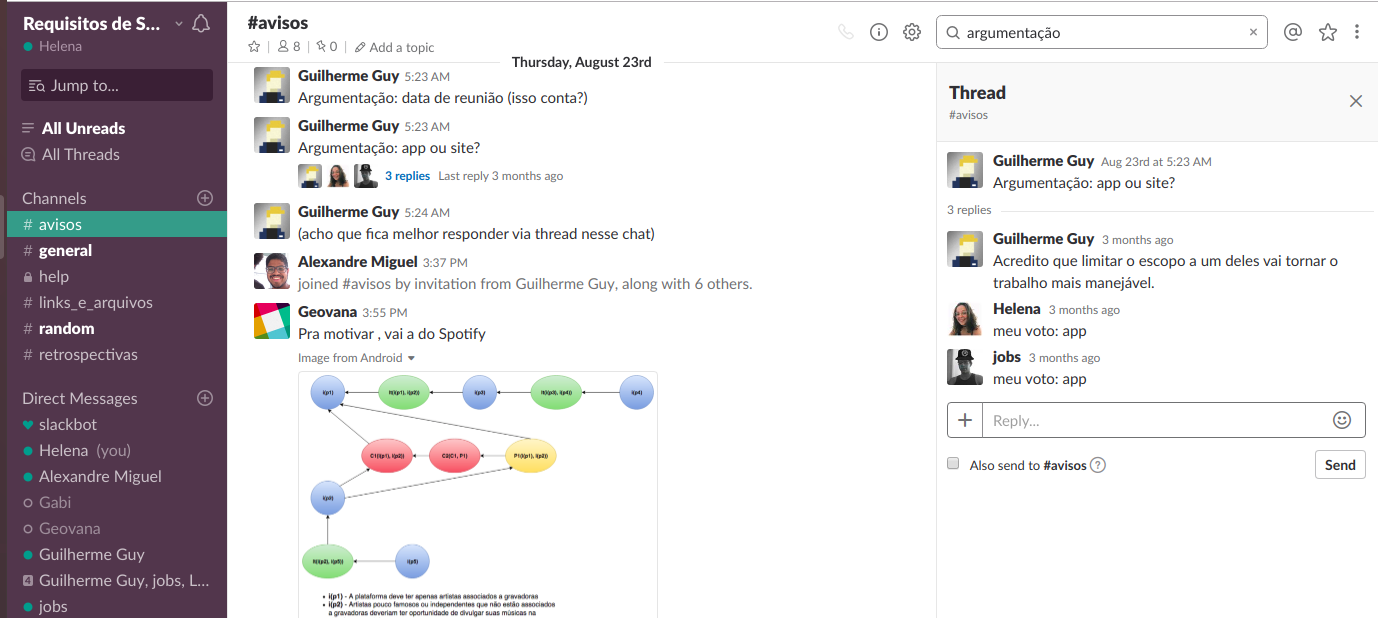 Requisitos de S...
Helena
Jump to...
All Unreads
All Threads
Channels
# avisos
# general
help
# links_e_arquivos
# random
# retrospectivas
Direct Messages
slackbot
Helena (you)
Alexandre Miguel
Gabi
Geovana
Guilherme Guy
4 Guilherme Guy, jobs, L...
jobs
#avisos
8
0
Add a topic
argumentação
Thursday, August 23rd
Guilherme Guy 5:23 AM
Argumentação: data de reunião (isso conta?)
Guilherme Guy 5:23 AM
Argumentação: app ou site?
3 replies Last reply 3 months ago
Guilherme Guy 5:24 AM
(acho que fica melhor responder via thread nesse chat)
Alexandre Miguel 3:37 PM
joined #avisos by invitation from Guilherme Guy, along with 6 others.
Geovana 3:55 PM
Pra motivar , vai a do Spotify
Image from Android
i(p1)
i(p3)
i(p4)
C1(i(p1), i(p2))
C2(C1, P1)
P1(i(p1), i(p2))
i(p2)
i(p5)
• i(p1) - A plataforma deve ter apenas artistas associados a gravadoras
• i(p2) - Artistas pouco famosos ou independentes que não estão associados
a gravadoras deveriam ter oportunidade de divulgar suas músicas na
Thread
#avisos
Guilherme Guy Aug 23rd at 5:23 AM
Argumentação: app ou site?
3 replies
Guilherme Guy 3 months ago
Acredito que limitar o escopo a um deles vai tornar o
trabalho mais manejável.
Helena 3 months ago
meu voto: app
jobs 3 months ago
meu voto: app
Reply...
Also send to #avisos ?
Send